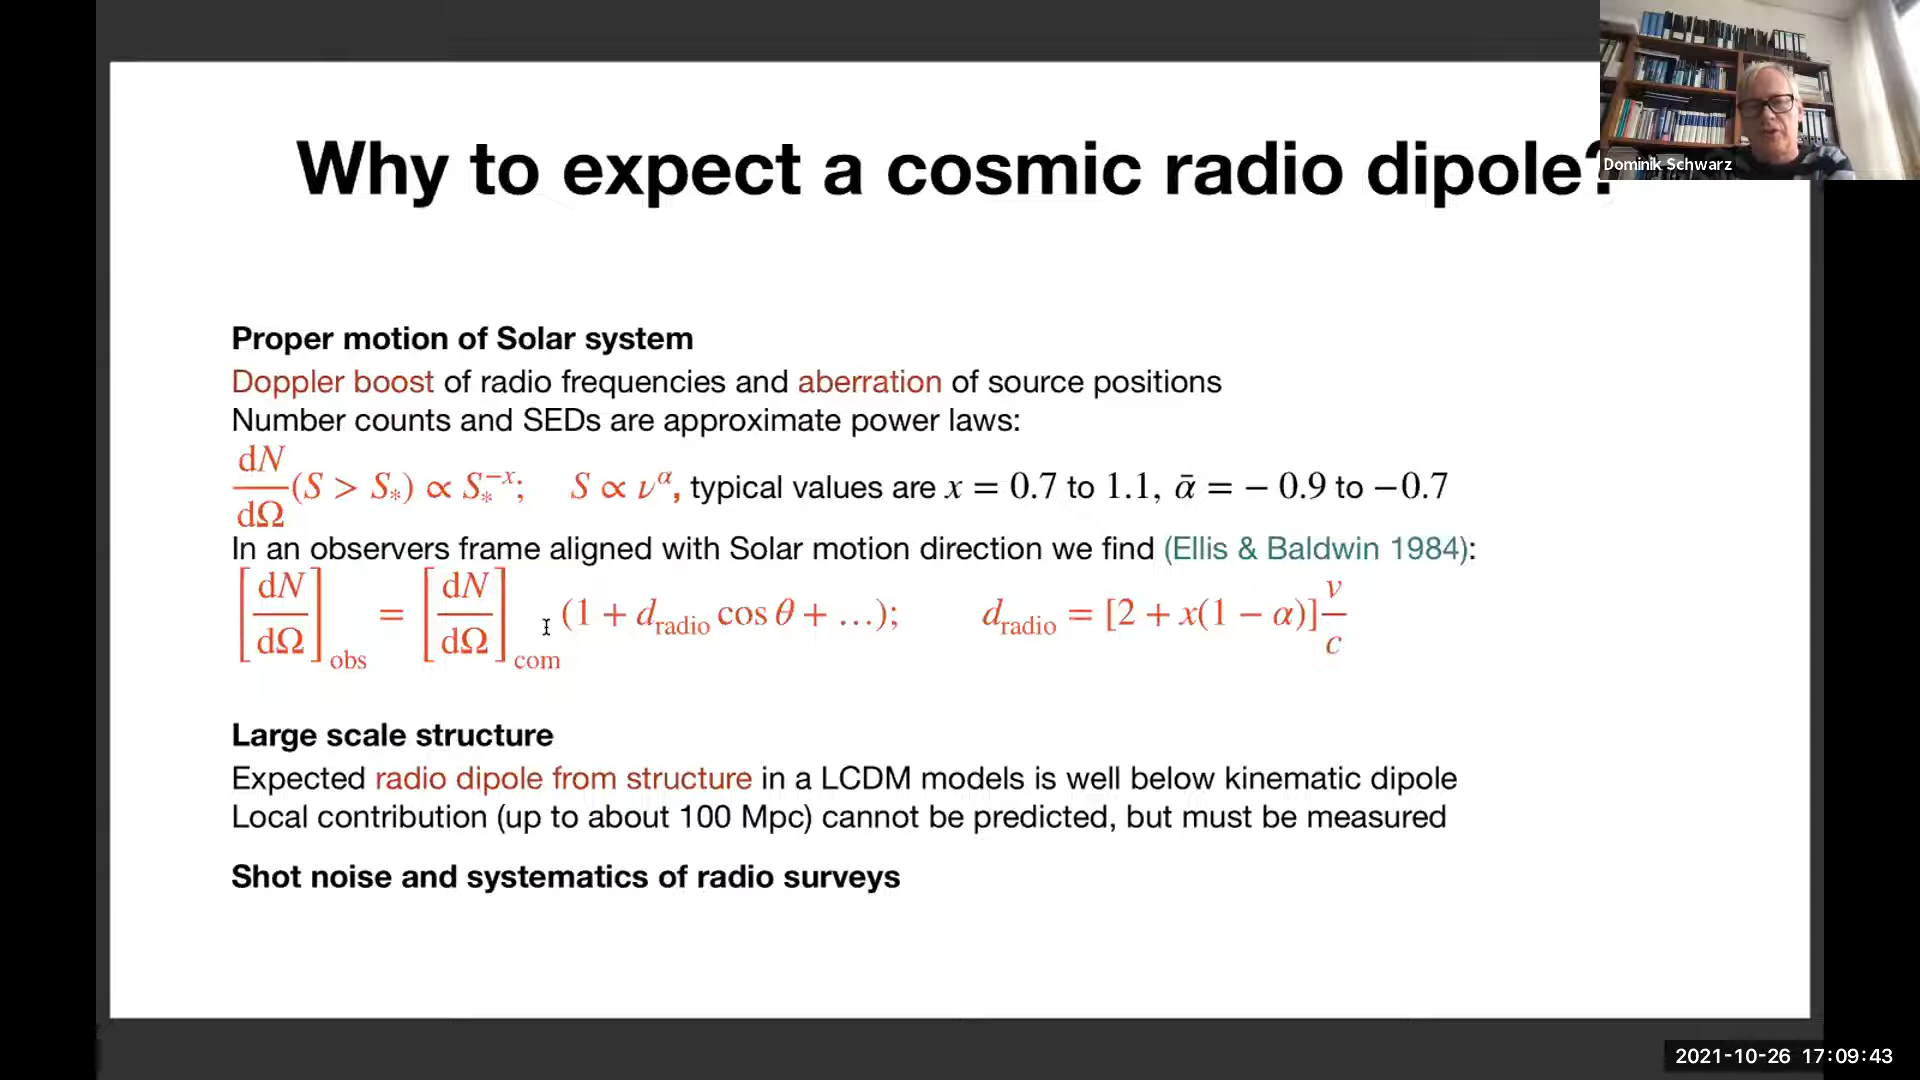 Why to expect a cosmic radio dipole?
Dominik Schwarz
Proper motion of Solar system
Doppler boost of radio frequencies and aberration of source positions
Number counts and SEDs are approximate power laws:
dN/dΩ (S > S∗) ∝ S∗^−x; S ∝ ν^α, typical values are x = 0.7 to 1.1, ᾱ = − 0.9 to −0.7
In an observers frame aligned with Solar motion direction we find (Ellis & Baldwin 1984):
[dN/dΩ]obs = [dN/dΩ]com (1 + dradio cos θ + …); dradio = [2 + x(1 − α)] v/c
Large scale structure
Expected radio dipole from structure in a LCDM models is well below kinematic dipole
Local contribution (up to about 100 Mpc) cannot be predicted, but must be measured
Shot noise and systematics of radio surveys
2021-10-26 17:09:43